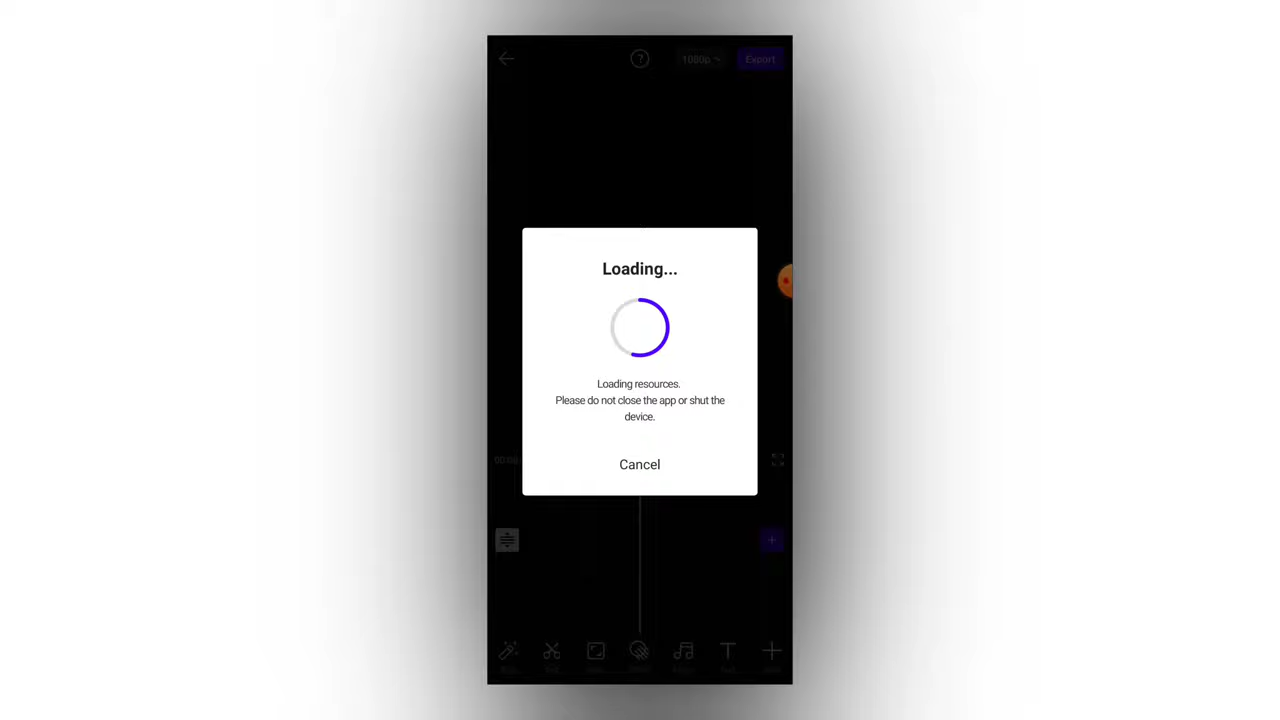 ?
1080p
Export
Loading...
Loading resources.
Please do not close the app or shut the
device.
Cancel
+
T